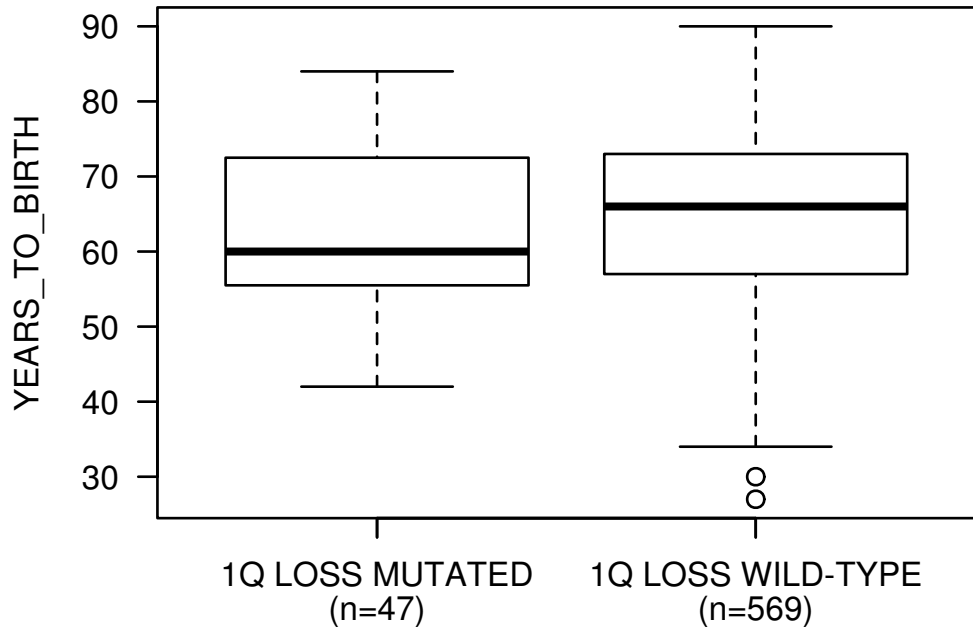 YEARS_TO_BIRTH
90
80
70
60
50
40
30
1Q LOSS MUTATED
(n=47)
1Q LOSS WILD-TYPE
(n=569)